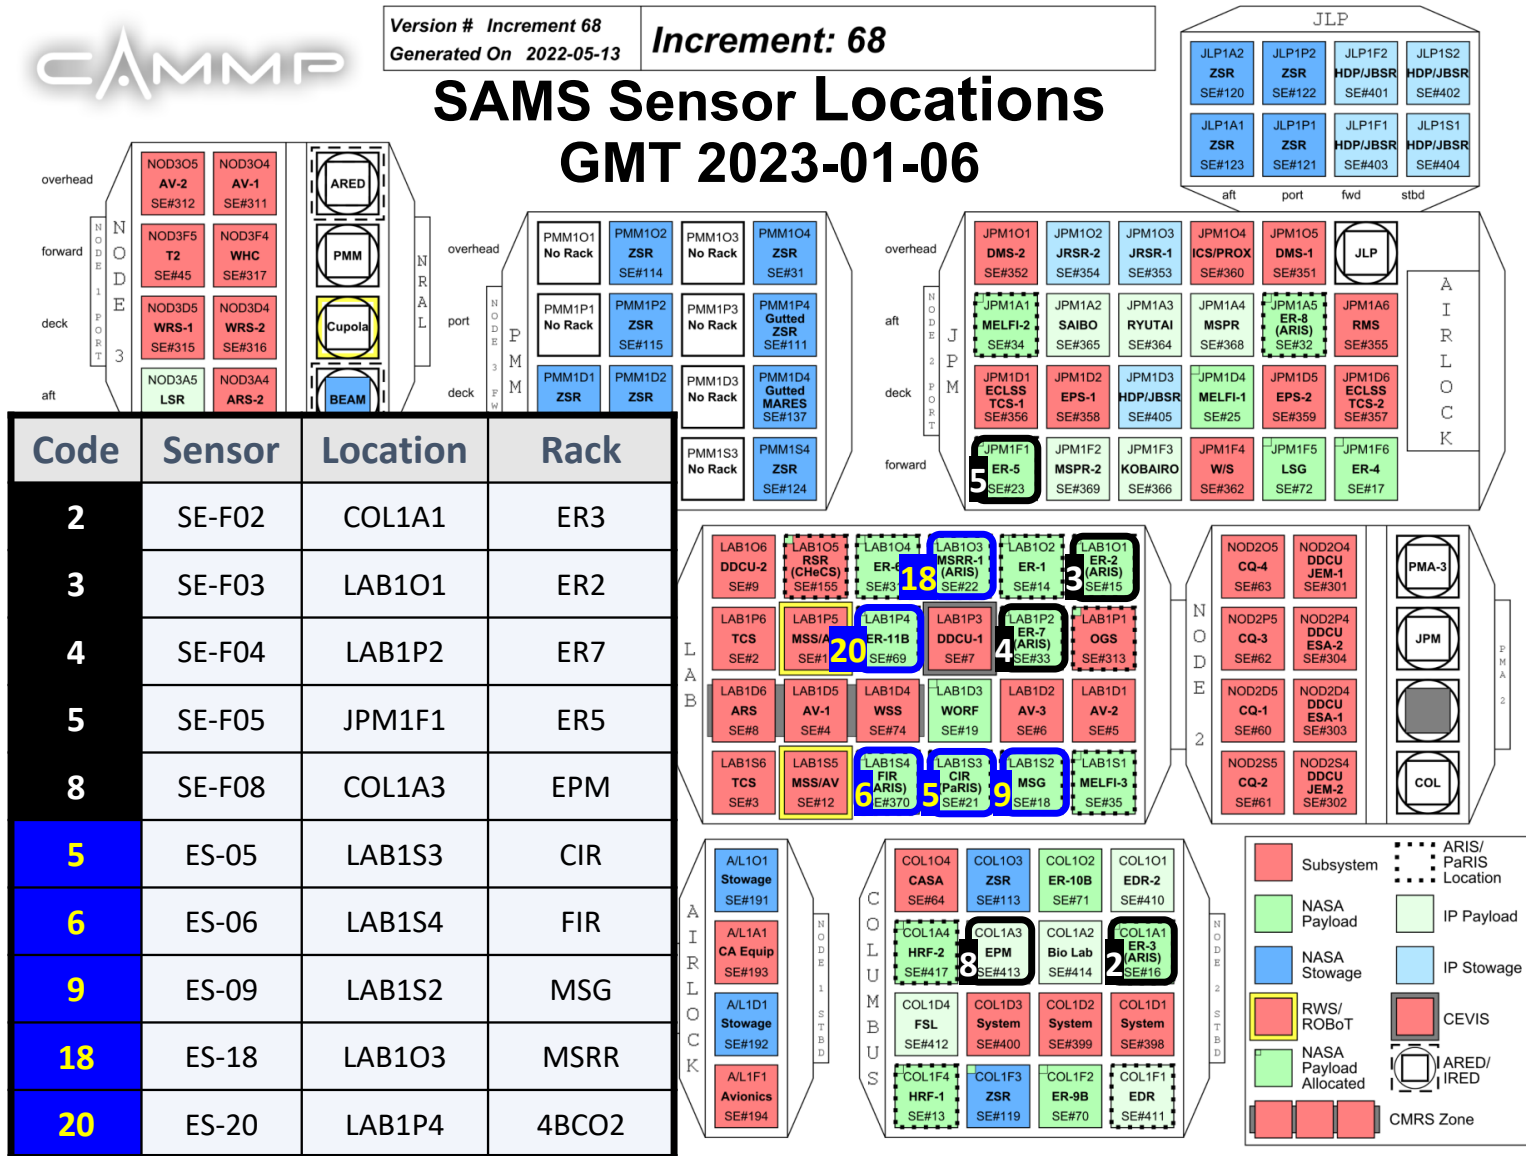 CAMMP
Version # Increment 68
Generated On 2022-05-13
Increment: 68
SAMS Sensor Locations
GMT 2023-01-06
JLP
JLP1A2 JLP1P2 JLP1F2 JLP1S2
ZSR ZSR HDP/JBSR HDP/JBSR
SE#120 SE#122 SE#401 SE#402
JLP1A1 JLP1P1 JLP1F1 JLP1S1
ZSR ZSR HDP/JBSR HDP/JBSR
SE#123 SE#121 SE#403 SE#404
aft port fwd stbd
NODE 3
NODE 1 PORT
NRAL
overhead
NOD3O5 NOD3O4
AV-2 AV-1 ARED
SE#312 SE#311
forward
NOD3F5 NOD3F4
T2 WHC PMM
SE#45 SE#317
deck
NOD3D5 NOD3D4
WRS-1 WRS-2 Cupola
SE#315 SE#316
aft
NOD3A5 NOD3A4
LSR ARS-2 BEAM
PMM
NODE 3 FW
overhead
PMM1O1 PMM1O2 PMM1O3 PMM1O4
No Rack ZSR No Rack ZSR
SE#114 SE#31
port
PMM1P1 PMM1P2 PMM1P3 PMM1P4
No Rack ZSR No Rack Gutted ZSR
SE#115 SE#111
deck
PMM1D1 PMM1D2 PMM1D3 PMM1D4
ZSR ZSR No Rack Gutted MARES
SE#137
PMM1S3 PMM1S4
No Rack ZSR
SE#124
JPM
NODE 2 PORT
AIRLOCK
overhead
JPM1O1 JPM1O2 JPM1O3 JPM1O4 JPM1O5
DMS-2 JRSR-2 JRSR-1 ICS/PROX DMS-1 JLP
SE#352 SE#354 SE#353 SE#360 SE#351
aft
JPM1A1 JPM1A2 JPM1A3 JPM1A4 JPM1A5 JPM1A6
MELFI-2 SAIBO RYUTAI MSPR ER-8 (ARIS) RMS
SE#34 SE#365 SE#364 SE#368 SE#32 SE#355
deck
JPM1D1 JPM1D2 JPM1D3 JPM1D4 JPM1D5 JPM1D6
ECLSS TCS-1 EPS-1 HDP/JBSR MELFI-1 EPS-2 ECLSS TCS-2
SE#356 SE#358 SE#405 SE#25 SE#359 SE#357
forward
JPM1F1 JPM1F2 JPM1F3 JPM1F4 JPM1F5 JPM1F6
5 ER-5 MSPR-2 KOBAIRO W/S LSG ER-4
SE#23 SE#369 SE#366 SE#362 SE#72 SE#17
Code Sensor Location Rack
2 SE-F02 COL1A1 ER3
3 SE-F03 LAB1O1 ER2
4 SE-F04 LAB1P2 ER7
5 SE-F05 JPM1F1 ER5
8 SE-F08 COL1A3 EPM
5 ES-05 LAB1S3 CIR
6 ES-06 LAB1S4 FIR
9 ES-09 LAB1S2 MSG
18 ES-18 LAB1O3 MSRR
20 ES-20 LAB1P4 4BCO2
LAB
LAB1O6 LAB1O5 LAB1O4 LAB1O3 LAB1O2 LAB1O1
DDCU-2 RSR (CHeCS) ER-6 18 MSRR-1 (ARIS) ER-1 3 ER-2 (ARIS)
SE#9 SE#155 SE#3 SE#22 SE#14 SE#15
LAB1P6 LAB1P5 LAB1P4 LAB1P3 LAB1P2 LAB1P1
TCS MSS/A 20 ER-11B DDCU-1 4 ER-7 (ARIS) OGS
SE#2 SE#1 SE#69 SE#7 SE#33 SE#313
LAB1D6 LAB1D5 LAB1D4 LAB1D3 LAB1D2 LAB1D1
ARS AV-1 WSS WORF AV-3 AV-2
SE#8 SE#4 SE#74 SE#19 SE#6 SE#5
LAB1S6 LAB1S5 LAB1S4 LAB1S3 LAB1S2 LAB1S1
TCS MSS/AV 6 FIR ARIS) 5 CIR (PaRIS) 9 MSG MELFI-3
SE#3 SE#12 E#370 SE#21 SE#18 SE#35
NODE 2
PMA 2
NOD2O5 NOD2O4
CQ-4 DDCU JEM-1 PMA-3
SE#63 SE#301
NOD2P5 NOD2P4
CQ-3 DDCU ESA-2 JPM
SE#62 SE#304
NOD2D5 NOD2D4
CQ-1 DDCU ESA-1
SE#60 SE#303
NOD2S5 NOD2S4
CQ-2 DDCU JEM-2 COL
SE#61 SE#302
AIRLOCK
NODE 1 STBD
A/L1O1
Stowage
SE#191
A/L1A1
CA Equip
SE#193
A/L1D1
Stowage
SE#192
A/L1F1
Avionics
SE#194
COLUMBUS
NODE 2 STBD
COL1O4 COL1O3 COL1O2 COL1O1
CASA ZSR ER-10B EDR-2
SE#64 SE#113 SE#71 SE#410
COL1A4 COL1A3 COL1A2 COL1A1
HRF-2 8 EPM Bio Lab 2 ER-3 (ARIS)
SE#417 SE#413 SE#414 SE#16
COL1D4 COL1D3 COL1D2 COL1D1
FSL System System System
SE#412 SE#400 SE#399 SE#398
COL1F4 COL1F3 COL1F2 COL1F1
HRF-1 ZSR ER-9B EDR
SE#13 SE#119 SE#70 SE#411
Subsystem
ARIS/ PaRIS Location
NASA Payload
IP Payload
NASA Stowage
IP Stowage
RWS/ ROBoT
CEVIS
NASA Payload Allocated
ARED/ IRED
CMRS Zone